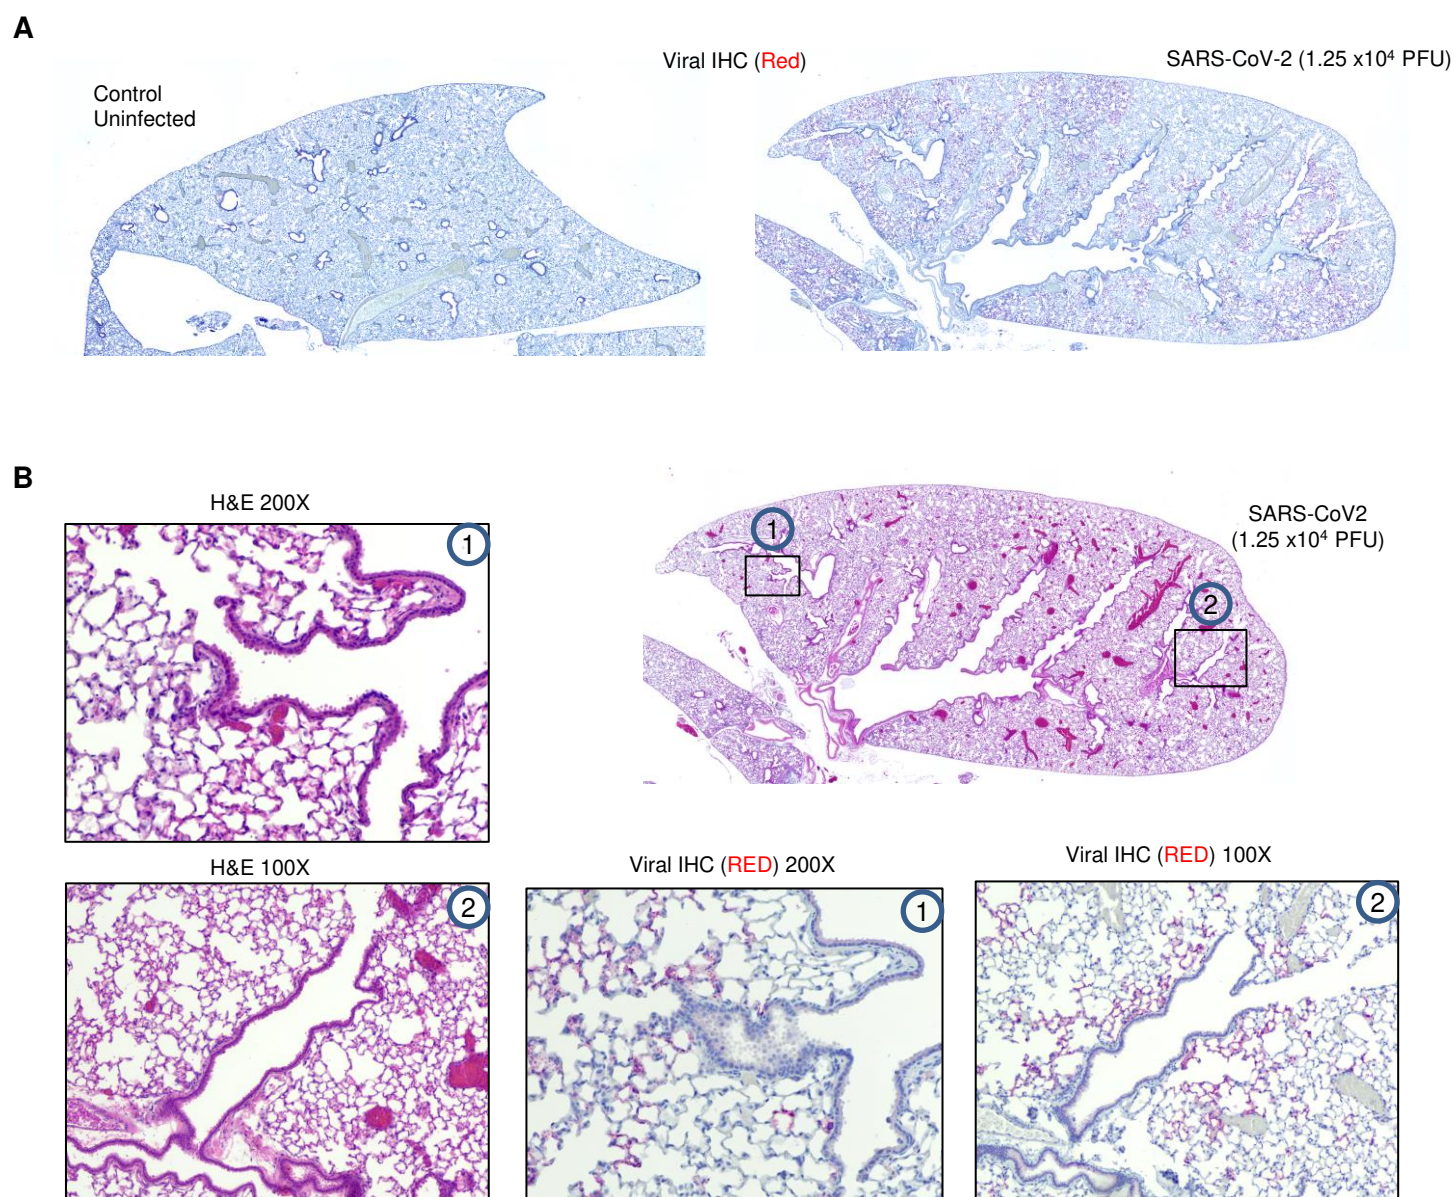 A
Control
Uninfected
Viral IHC (Red)
SARS-CoV-2 (1.25 x10⁴ PFU)
B
H&E 200X
1
1
2
SARS-CoV2
(1.25 x10⁴ PFU)
H&E 100X
2
Viral IHC (RED) 200X
1
Viral IHC (RED) 100X
2